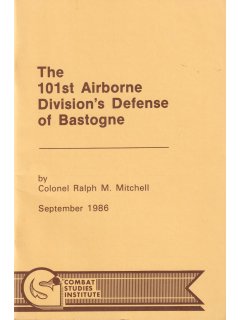 The
101st Airborne
Division's Defense
of Bastogne
by
Colonel Ralph M. Mitchell
September 1986
COMBAT
STUDIES
INSTITUTE